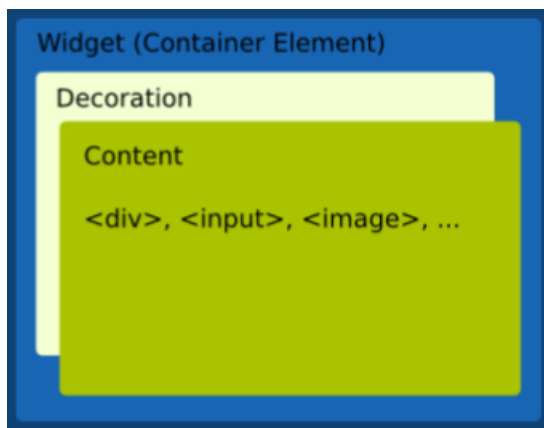 Widget (Container Element)
Decoration
Content
<div>, <input>, <image>, ...